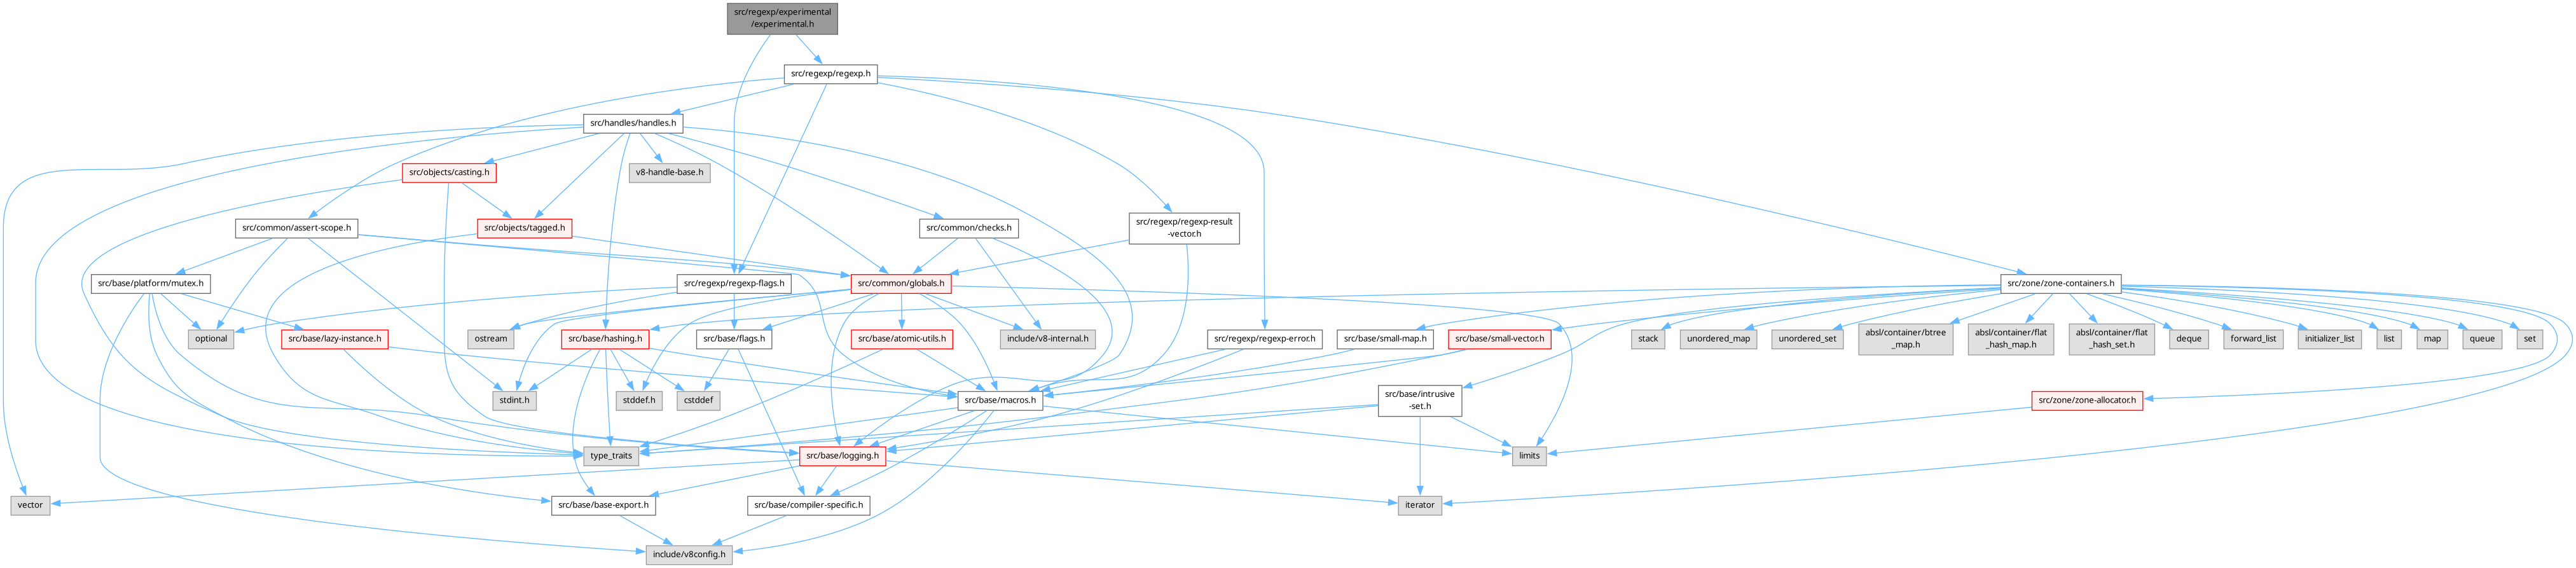 src/regexp/experimental
/experimental.h
src/regexp/regexp.h
src/handles/handles.h
src/objects/casting.h
v8-handle-base.h
src/common/assert-scope.h
src/objects/tagged.h
src/common/checks.h
src/regexp/regexp-result
-vector.h
src/base/platform/mutex.h
src/regexp/regexp-flags.h
src/common/globals.h
src/zone/zone-containers.h
optional
src/base/lazy-instance.h
ostream
src/base/hashing.h
src/base/flags.h
src/base/atomic-utils.h
include/v8-internal.h
src/regexp/regexp-error.h
src/base/small-map.h
src/base/small-vector.h
stack
unordered_map
unordered_set
absl/container/btree
_map.h
absl/container/flat
_hash_map.h
absl/container/flat
_hash_set.h
deque
forward_list
initializer_list
list
map
queue
set
stdint.h
stddef.h
cstddef
src/base/macros.h
src/base/intrusive
-set.h
src/zone/zone-allocator.h
type_traits
src/base/logging.h
limits
vector
src/base/base-export.h
src/base/compiler-specific.h
iterator
include/v8config.h